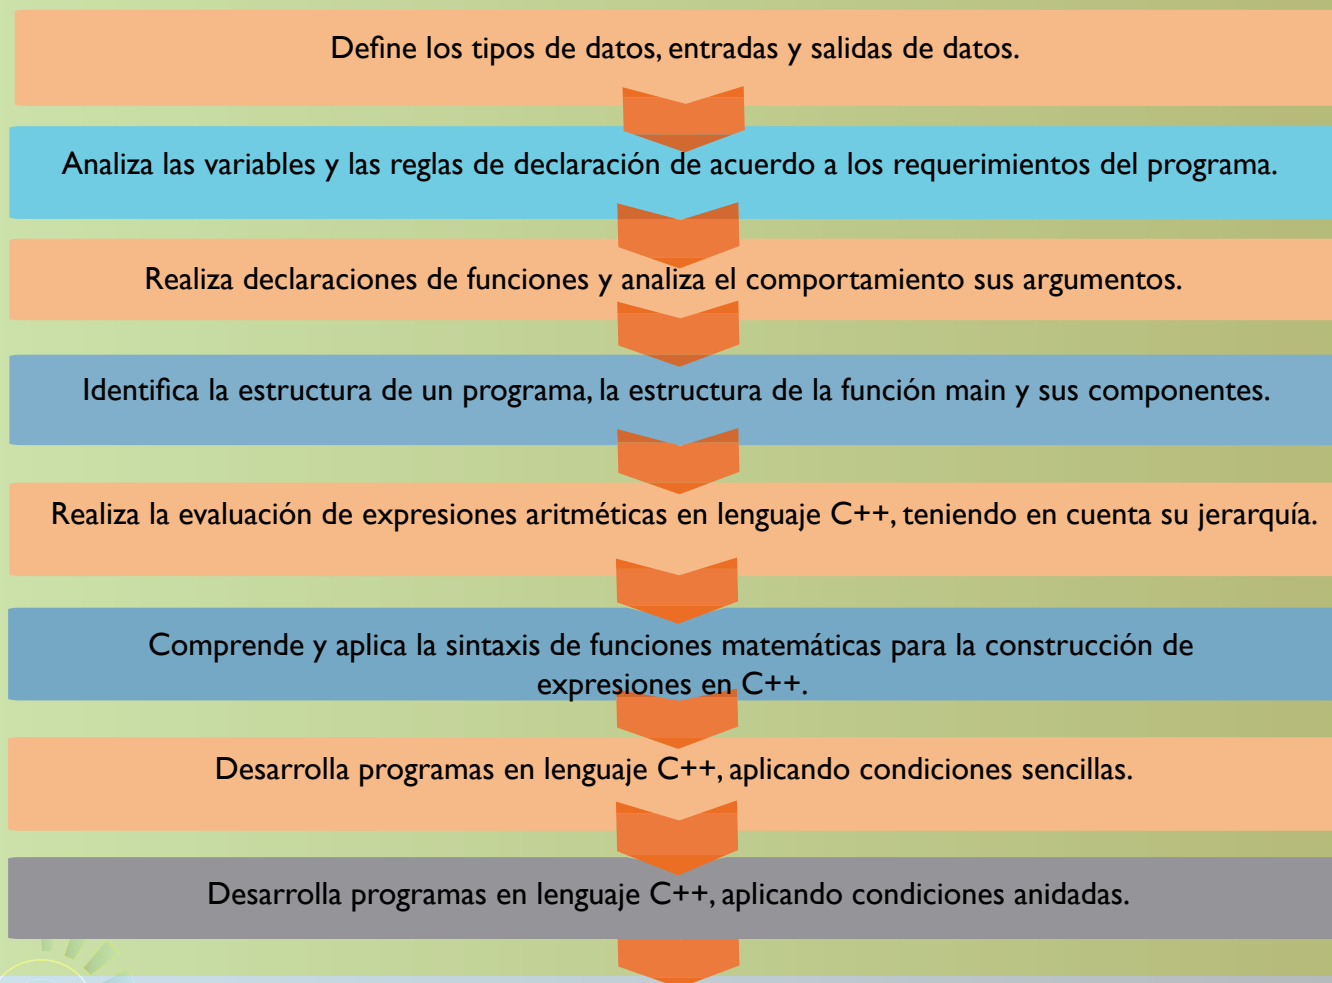 Define los tipos de datos, entradas y salidas de datos.
Analiza las variables y las reglas de declaración de acuerdo a los requerimientos del programa.
Realiza declaraciones de funciones y analiza el comportamiento sus argumentos.
Identifica la estructura de un programa, la estructura de la función main y sus componentes.
Realiza la evaluación de expresiones aritméticas en lenguaje C++, teniendo en cuenta su jerarquía.
Comprende y aplica la sintaxis de funciones matemáticas para la construcción de
expresiones en C++.
Desarrolla programas en lenguaje C++, aplicando condiciones sencillas.
Desarrolla programas en lenguaje C++, aplicando condiciones anidadas.